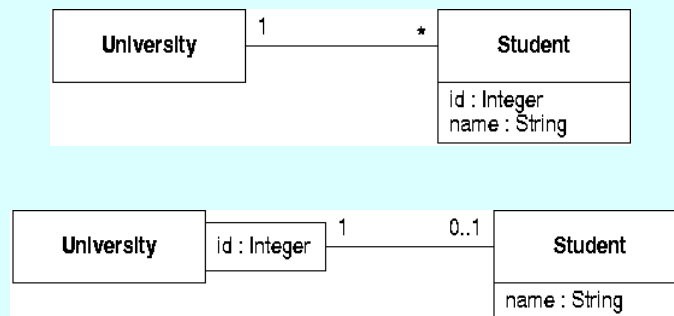 University
1
*
Student
id : Integer
name : String
University
id : Integer
1
0..1
Student
name : String